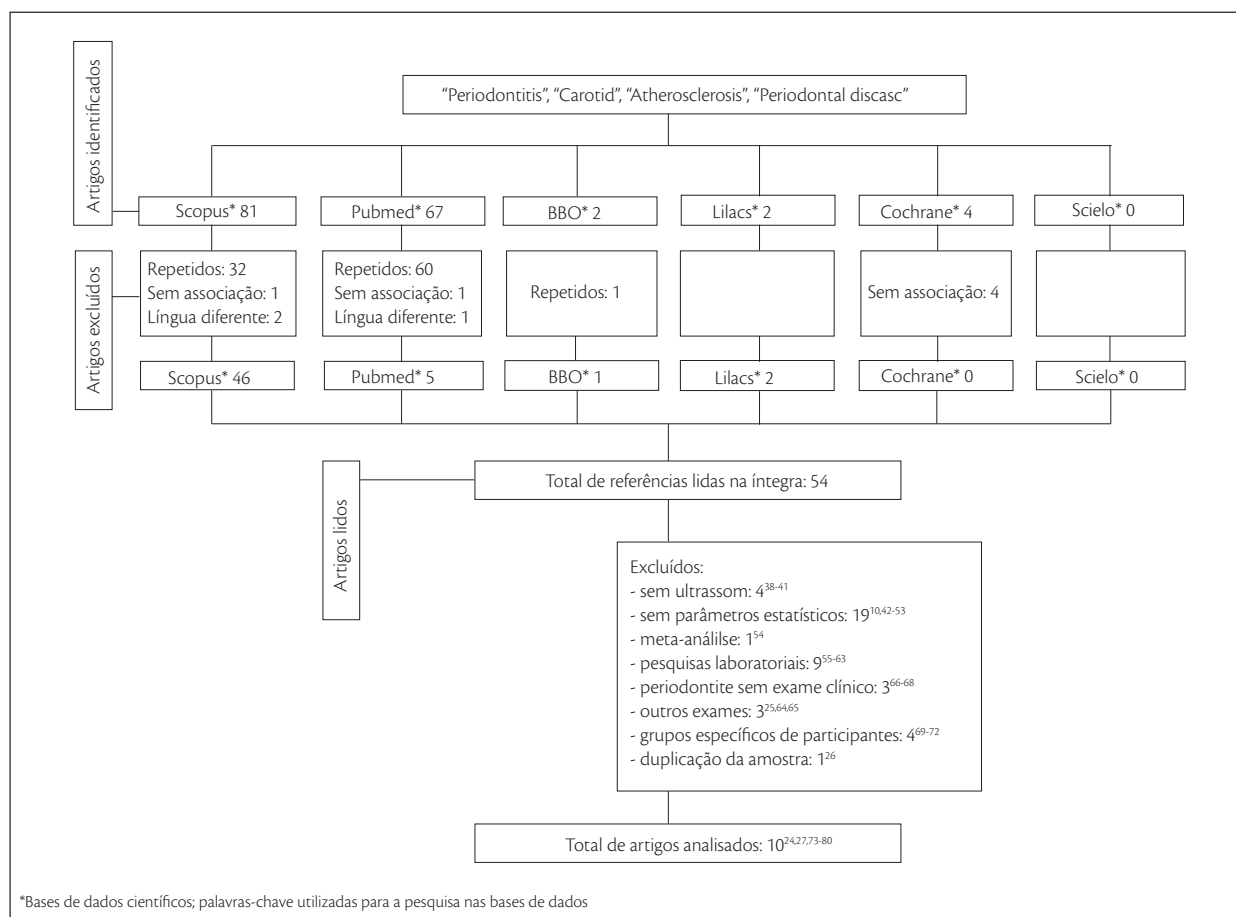 “Periodontitis”, “Carotid”, “Atherosclerosis”, “Periodontal discasc”
Artigos identificados
Scopus* 81
Pubmed* 67
BBO* 2
Lilacs* 2
Cochrane* 4
Scielo* 0
Artigos excluídos
Repetidos: 32
Sem associação: 1
Língua diferente: 2
Repetidos: 60
Sem associação: 1
Língua diferente: 1
Repetidos: 1
Sem associação: 4
Scopus* 46
Pubmed* 5
BBO* 1
Lilacs* 2
Cochrane* 0
Scielo* 0
Artigos lidos
Total de referências lidas na íntegra: 54
Excluídos:
- sem ultrassom: 4³⁸⁻⁴¹
- sem parâmetros estatísticos: 19¹⁰,⁴²⁻⁵³
- meta-análilse: 1⁵⁴
- pesquisas laboratoriais: 9⁵⁵⁻⁶³
- periodontite sem exame clínico: 3⁶⁶⁻⁶⁸
- outros exames: 3²⁵,⁶⁴,⁶⁵
- grupos específicos de participantes: 4⁶⁹⁻⁷²
- duplicação da amostra: 1²⁶
Total de artigos analisados: 10²⁴,²⁷,⁷³⁻⁸⁰
*Bases de dados científicos; palavras-chave utilizadas para a pesquisa nas bases de dados